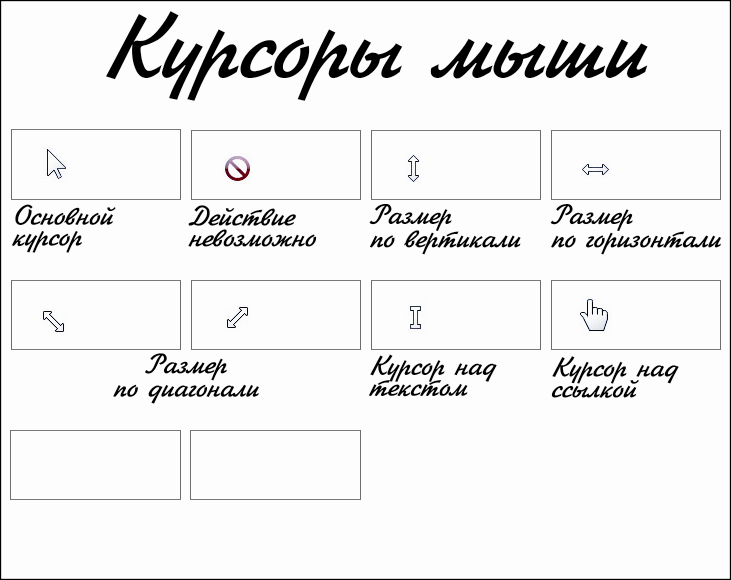 Курсоры мыши
Основной
курсор
Действие
невозможно
Размер
по вертикали
Размер
по горизонтали
Размер
по диагонали
Курсор над
текстом
Курсор над
ссылкой